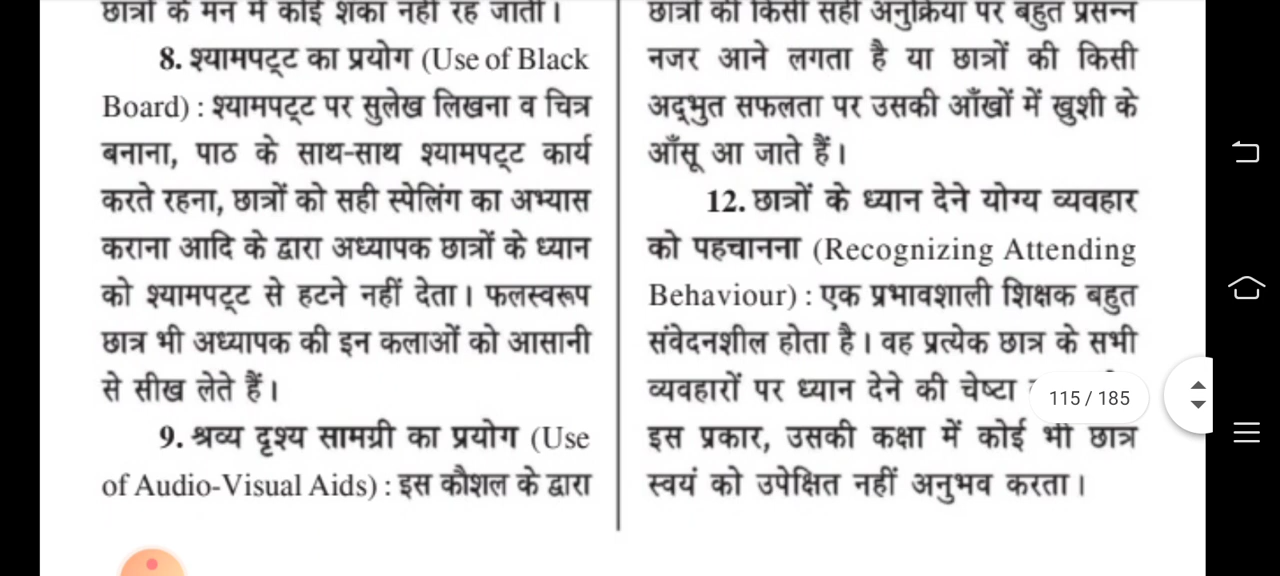 छात्रों के मन में कोई शंका नहीं रह जाती।
8. श्यामपट्ट का प्रयोग (Use of Black
Board) : श्यामपट्ट पर सुलेख लिखना व चित्र
बनाना, पाठ के साथ-साथ श्यामपट्ट कार्य
करते रहना, छात्रों को सही स्पेलिंग का अभ्यास
कराना आदि के द्वारा अध्यापक छात्रों के ध्यान
को श्यामपट्ट से हटने नहीं देता। फलस्वरूप
छात्र भी अध्यापक की इन कलाओं को आसानी
से सीख लेते हैं।
9. श्रव्य दृश्य सामग्री का प्रयोग (Use
of Audio-Visual Aids) : इस कौशल के द्वारा
छात्रों की किसी सही अनुक्रिया पर बहुत प्रसन्न
नजर आने लगता है या छात्रों की किसी
अद्भुत सफलता पर उसकी आँखों में खुशी के
आँसू आ जाते हैं।
12. छात्रों के ध्यान देने योग्य व्यवहार
को पहचानना (Recognizing Attending
Behaviour) : एक प्रभावशाली शिक्षक बहुत
संवेदनशील होता है। वह प्रत्येक छात्र के सभी
व्यवहारों पर ध्यान देने की चेष्टा
इस प्रकार, उसकी कक्षा में कोई भी छात्र
स्वयं को उपेक्षित नहीं अनुभव करता।
115 / 185